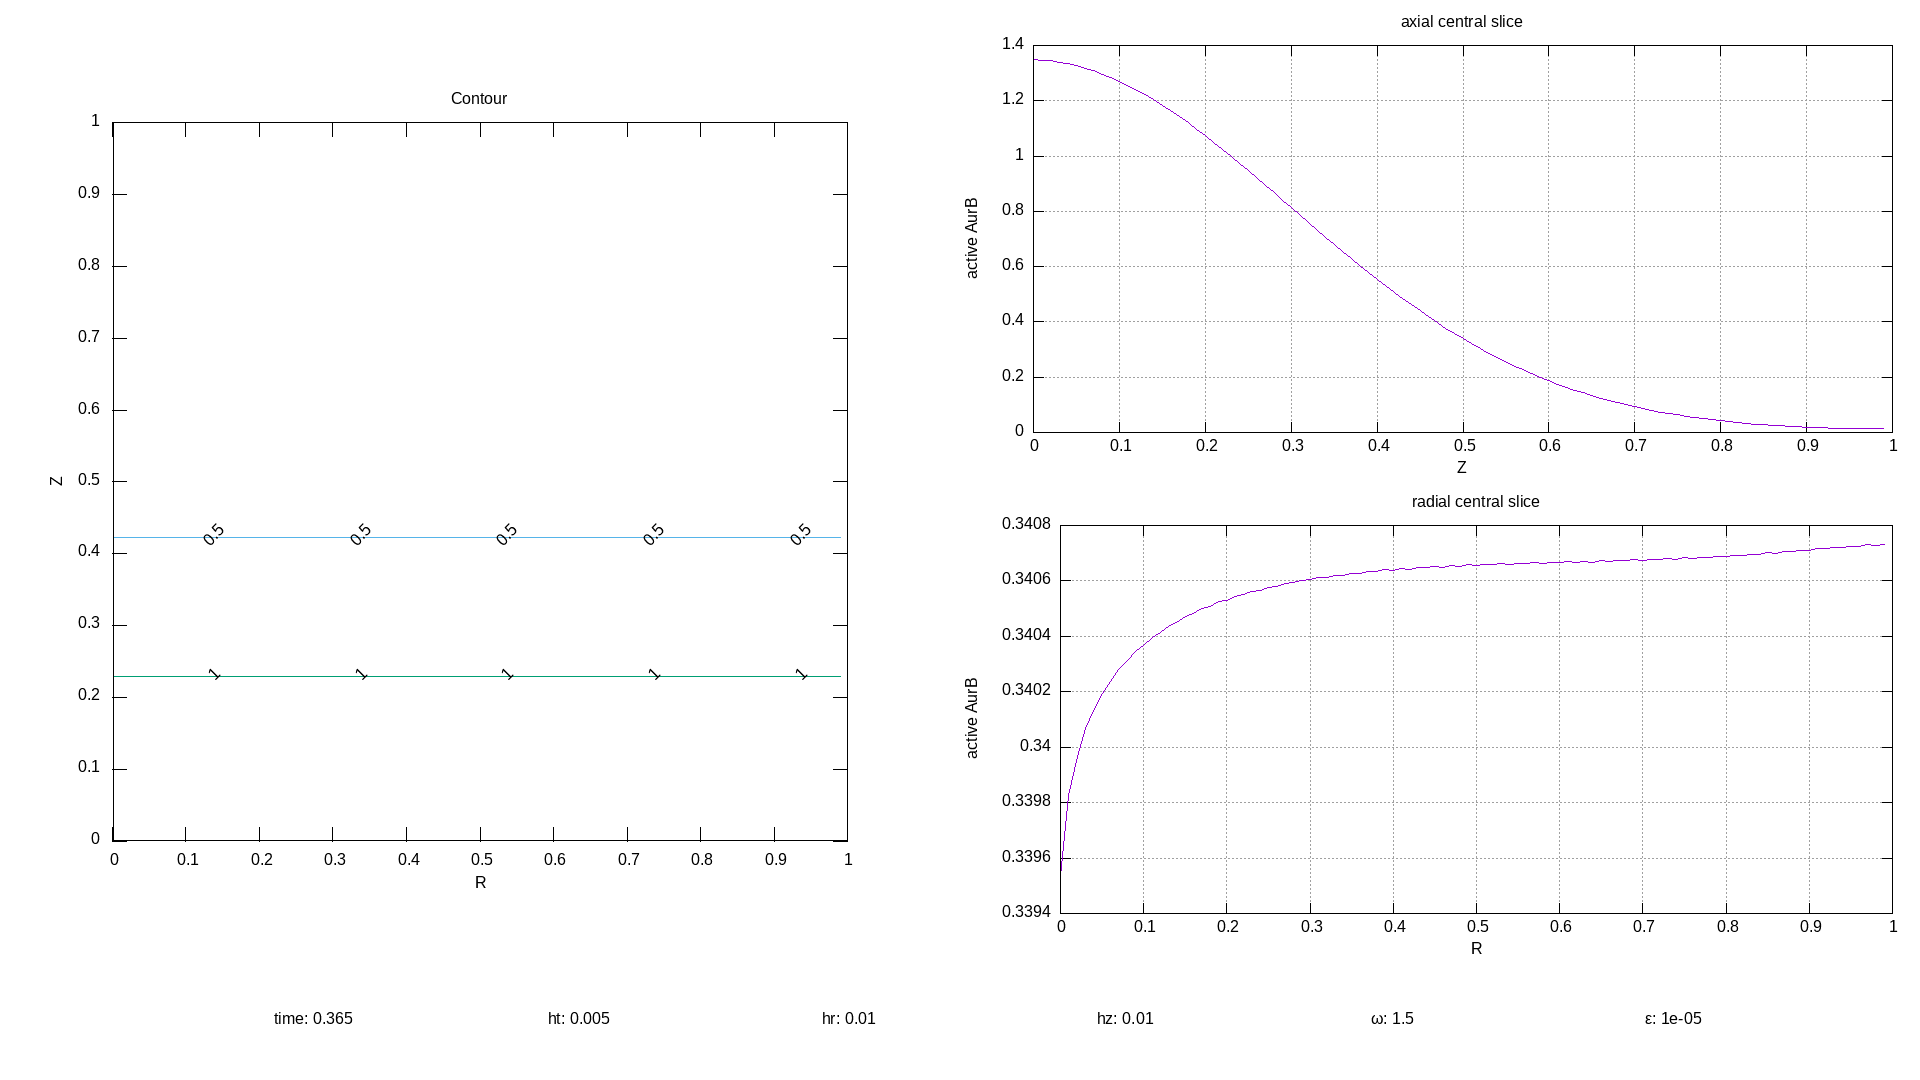 Contour
1
0.9
0.8
0.7
0.6
0.5
0.4
0.3
0.2
0.1
0
Z
0.5 0.5 0.5 0.5 0.5
1 1 1 1 1
0 0.1 0.2 0.3 0.4 0.5 0.6 0.7 0.8 0.9 1
R
axial central slice
1.4
1.2
1
0.8
0.6
0.4
0.2
0
active AurB
0 0.1 0.2 0.3 0.4 0.5 0.6 0.7 0.8 0.9 1
Z
radial central slice
0.3408
0.3406
0.3404
0.3402
0.34
0.3398
0.3396
0.3394
active AurB
0 0.1 0.2 0.3 0.4 0.5 0.6 0.7 0.8 0.9 1
R
time: 0.365 ht: 0.005 hr: 0.01 hz: 0.01 ω: 1.5 ε: 1e-05